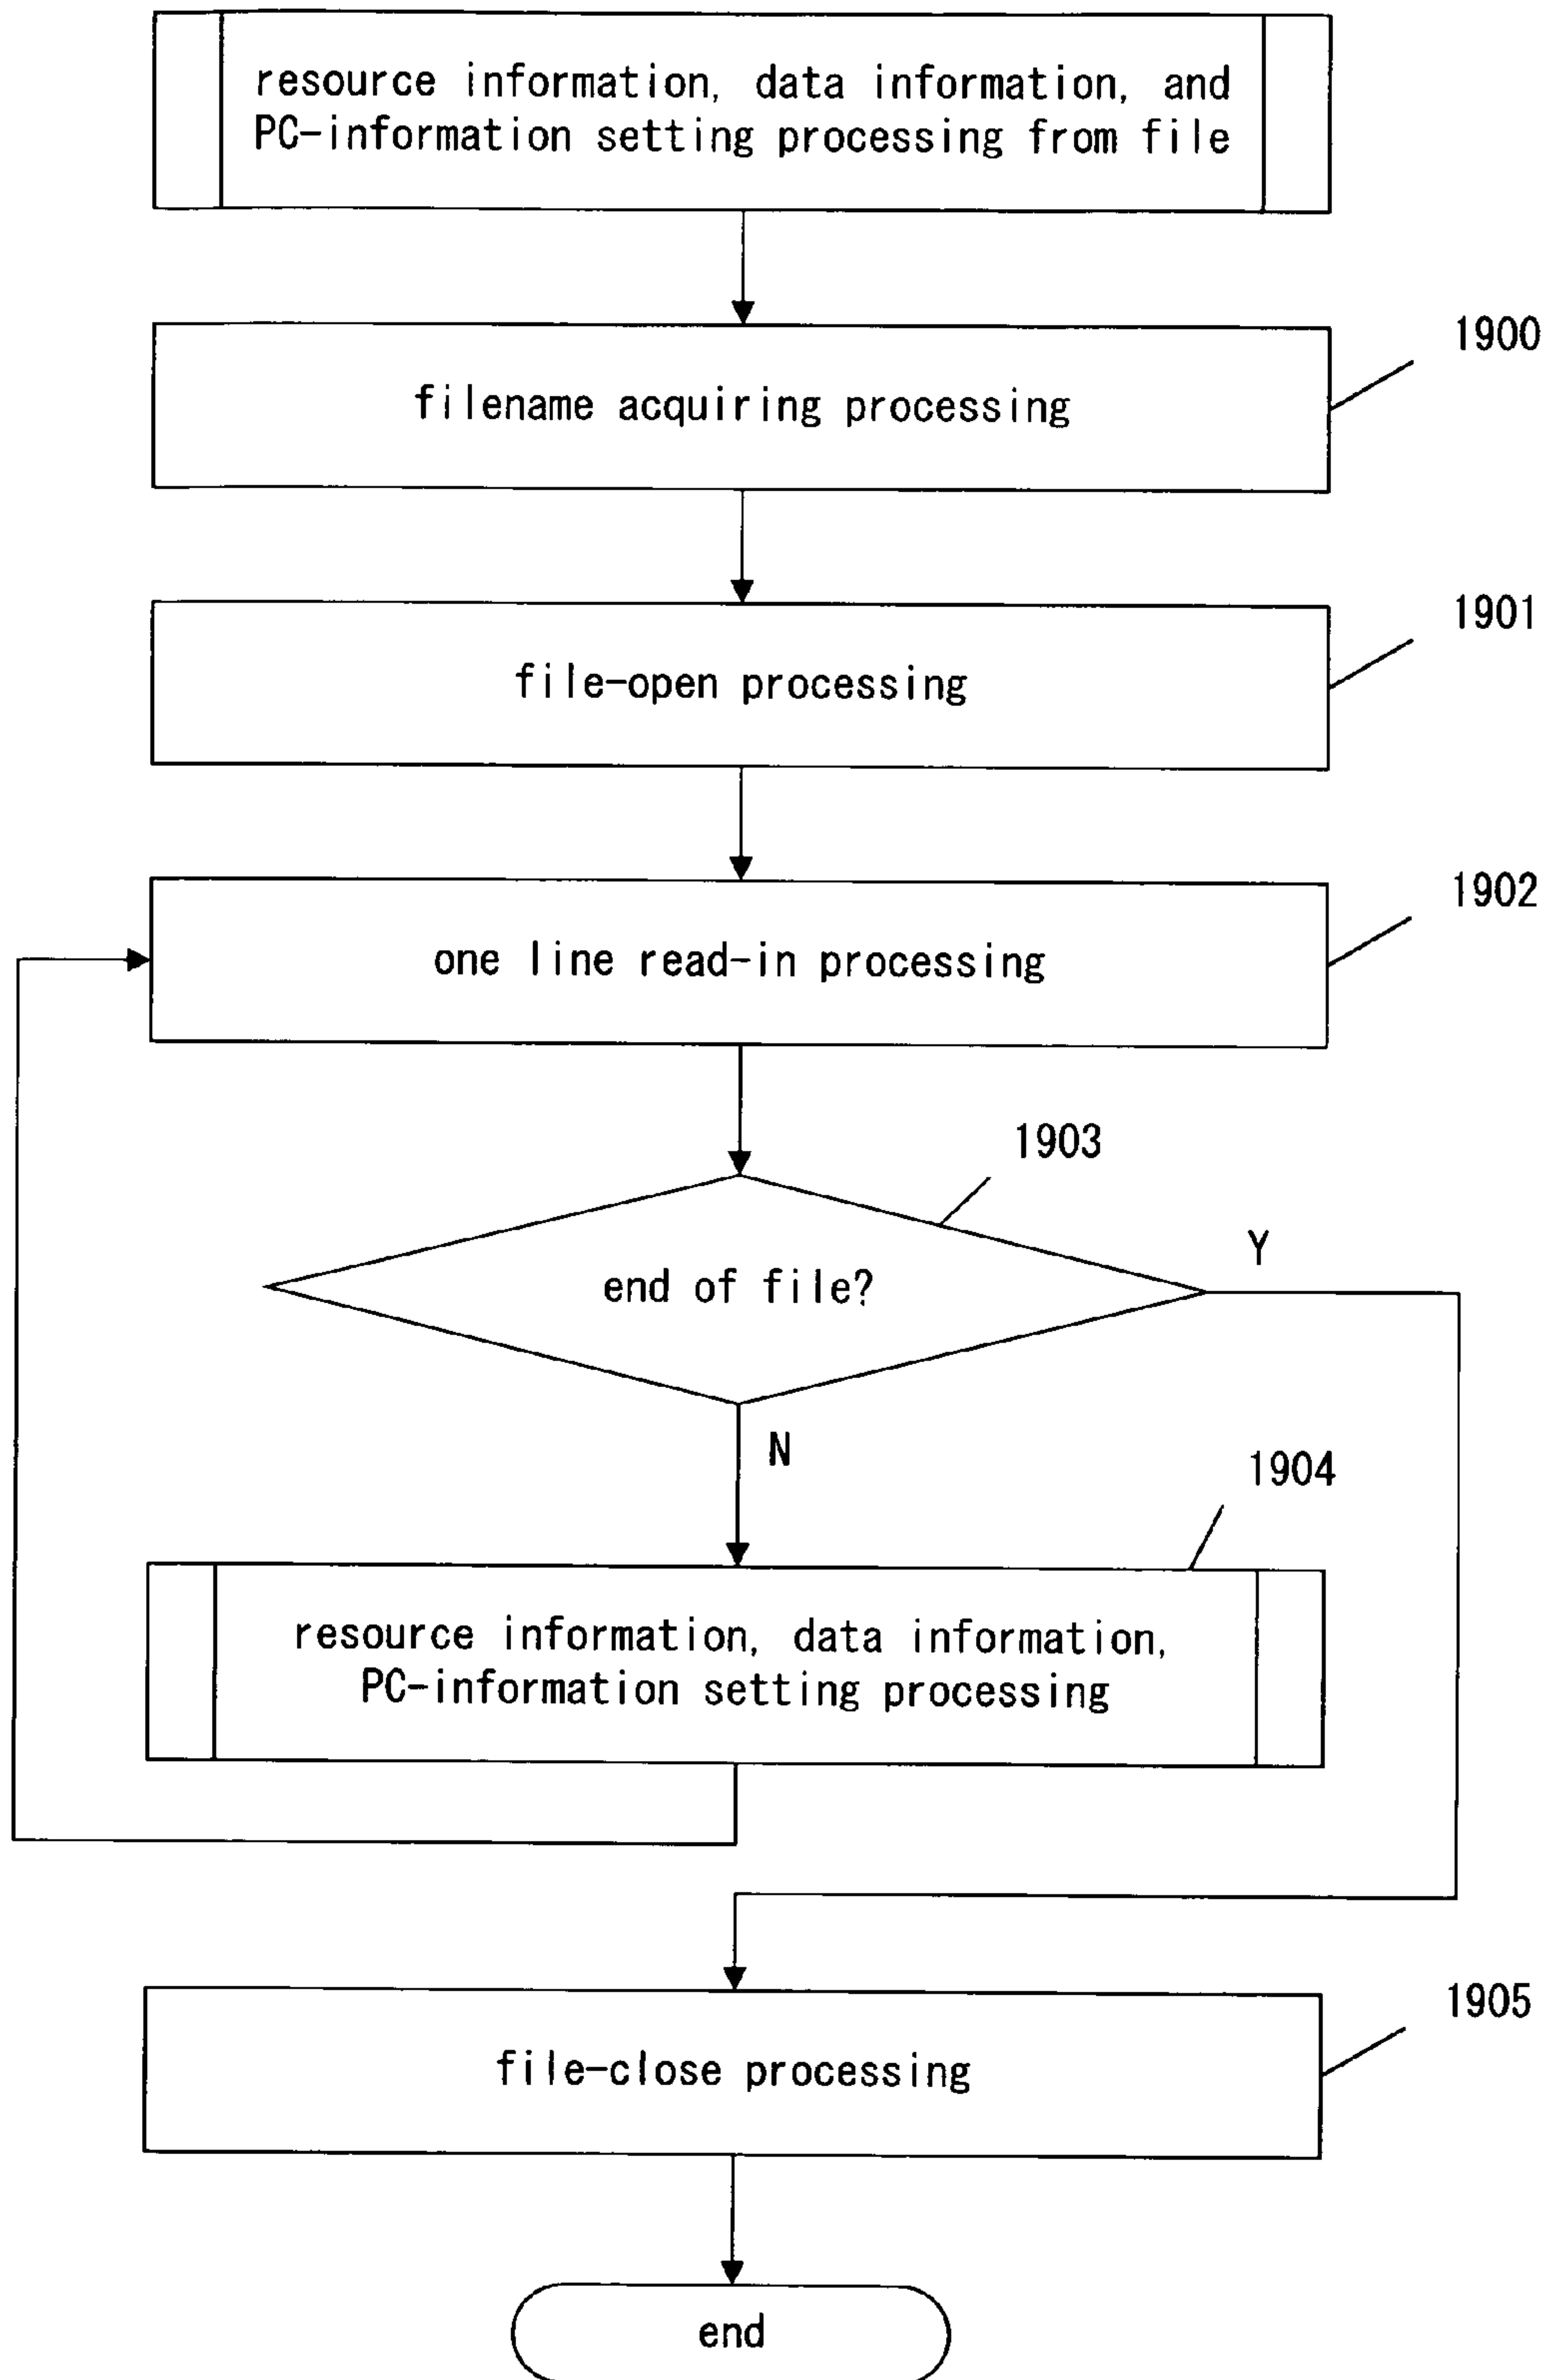 resource information, data information, and
PC-information setting processing from file
1900
filename acquiring processing
1901
file-open processing
1902
one line read-in processing
1903
end of file?
Y
N
1904
resource information, data information,
PC-information setting processing
1905
file-close processing
end